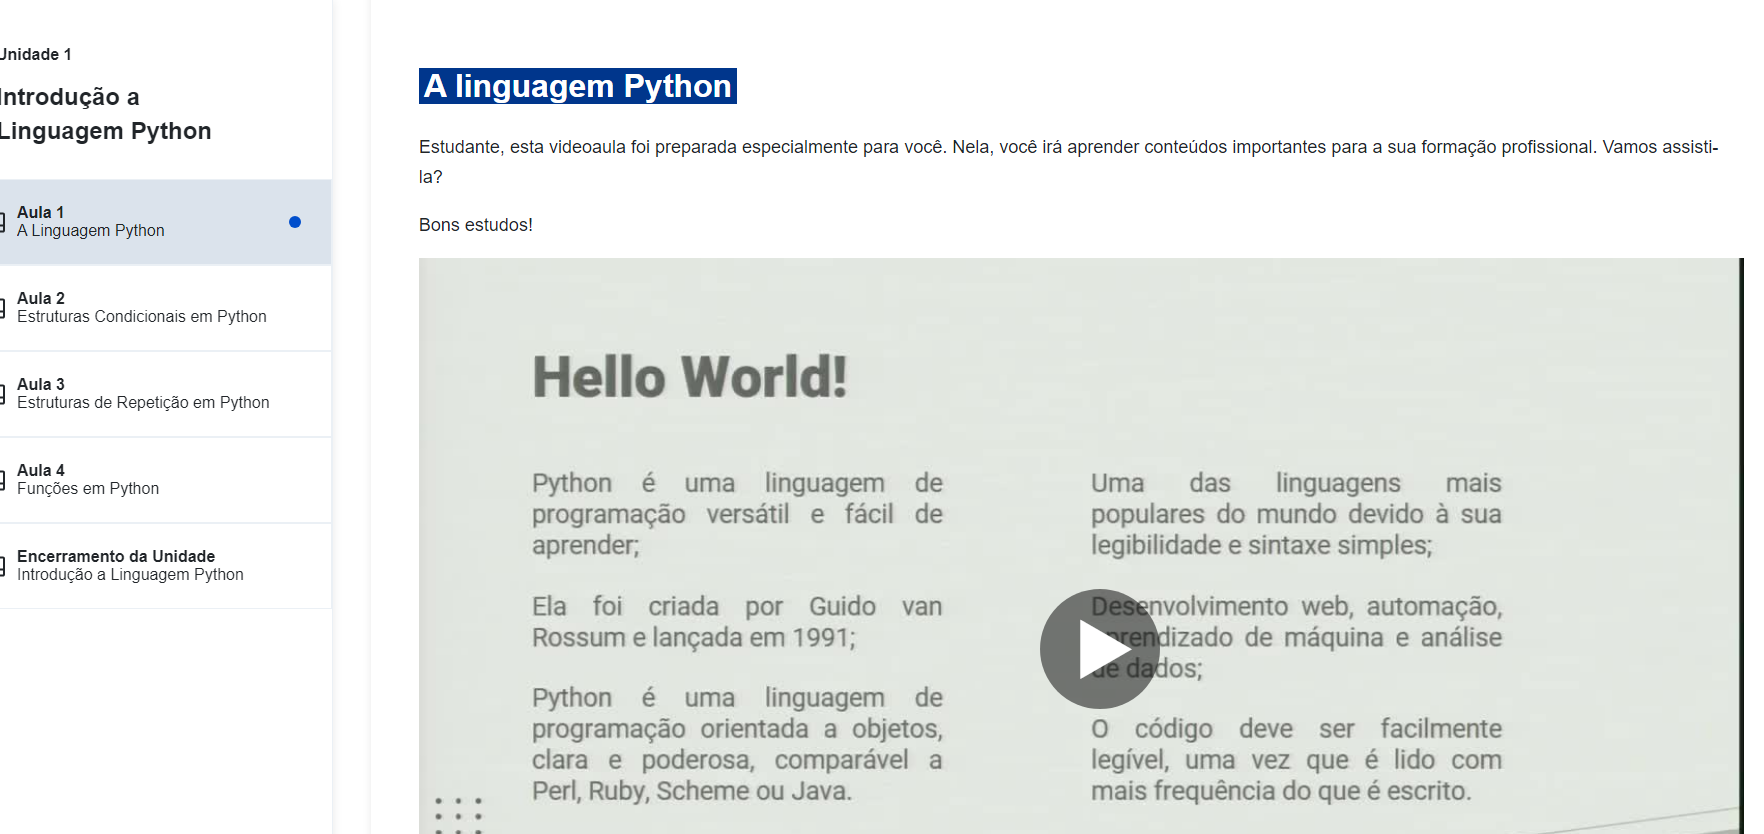 Unidade 1
Introdução a
Linguagem Python
Aula 1
A Linguagem Python
Aula 2
Estruturas Condicionais em Python
Aula 3
Estruturas de Repetição em Python
Aula 4
Funções em Python
Encerramento da Unidade
Introdução a Linguagem Python
A linguagem Python
Estudante, esta videoaula foi preparada especialmente para você. Nela, você irá aprender conteúdos importantes para a sua formação profissional. Vamos assisti-
la?
Bons estudos!
Hello World!
Python é uma linguagem de
programação versátil e fácil de
aprender;
Ela foi criada por Guido van
Rossum e lançada em 1991;
Python é uma linguagem de
programação orientada a objetos,
clara e poderosa, comparável a
Perl, Ruby, Scheme ou Java.
Uma das linguagens mais
populares do mundo devido à sua
legibilidade e sintaxe simples;
Desenvolvimento web, automação,
aprendizado de máquina e análise
de dados;
O código deve ser facilmente
legível, uma vez que é lido com
mais frequência do que é escrito.